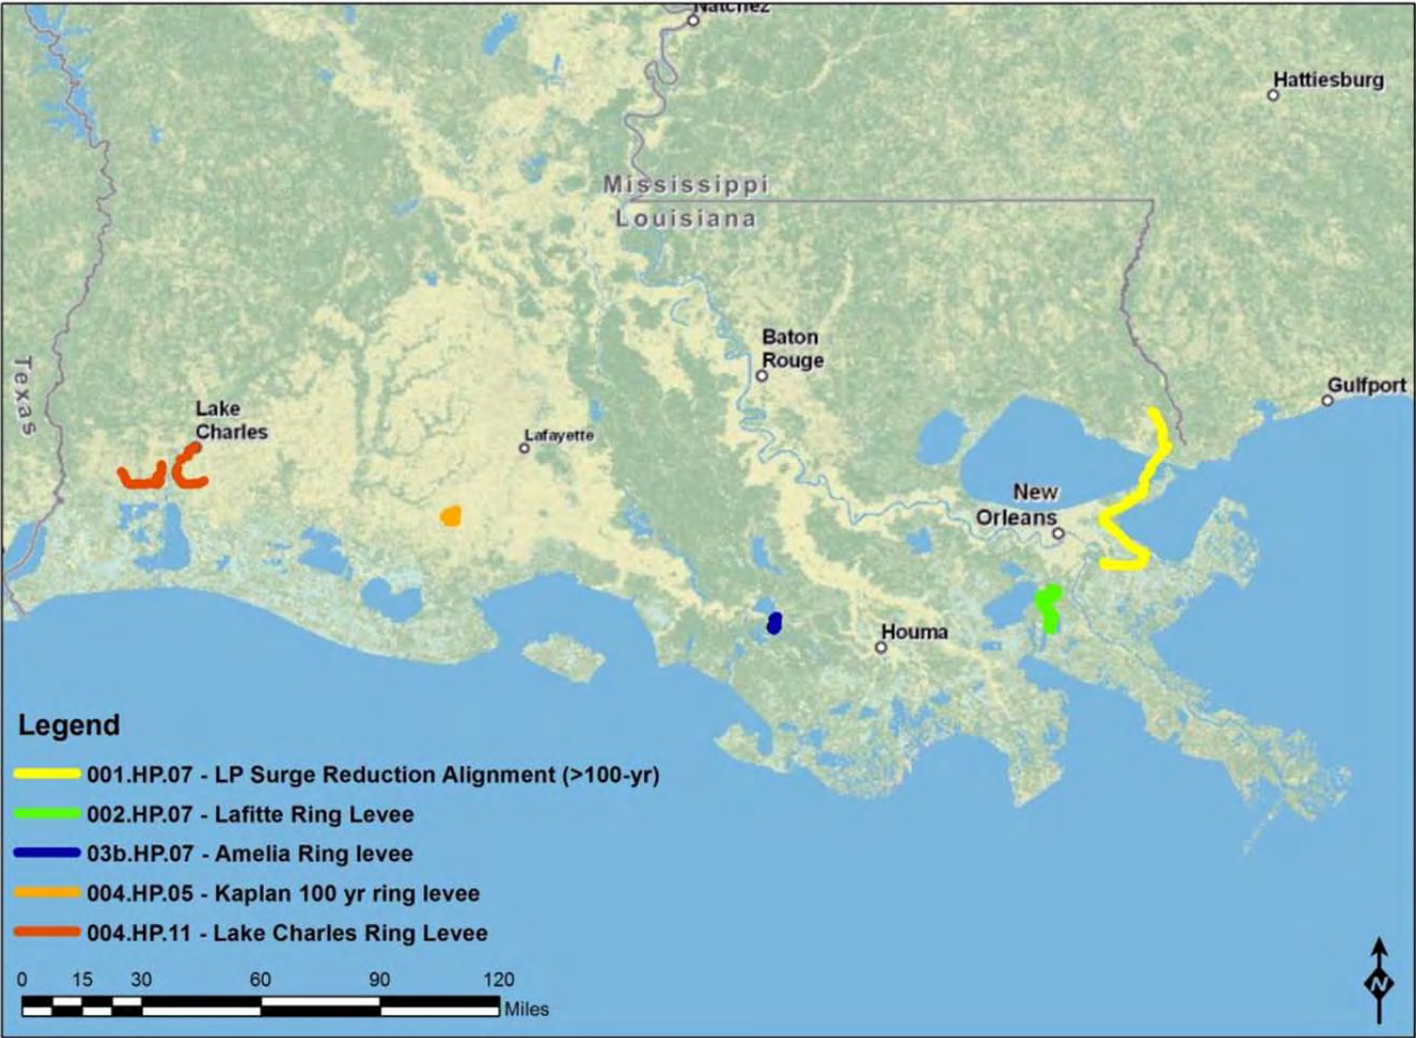 Natchez
Hattiesburg
Mississippi
Louisiana
Baton
Rouge
Texas
Gulfport
Lake
Charles
Lafayette
New
Orleans
Houma
Legend
001.HP.07 - LP Surge Reduction Alignment (>100-yr)
002.HP.07 - Lafitte Ring Levee
03b.HP.07 - Amelia Ring levee
004.HP.05 - Kaplan 100 yr ring levee
004.HP.11 - Lake Charles Ring Levee
0 15 30 60 90 120
Miles
N